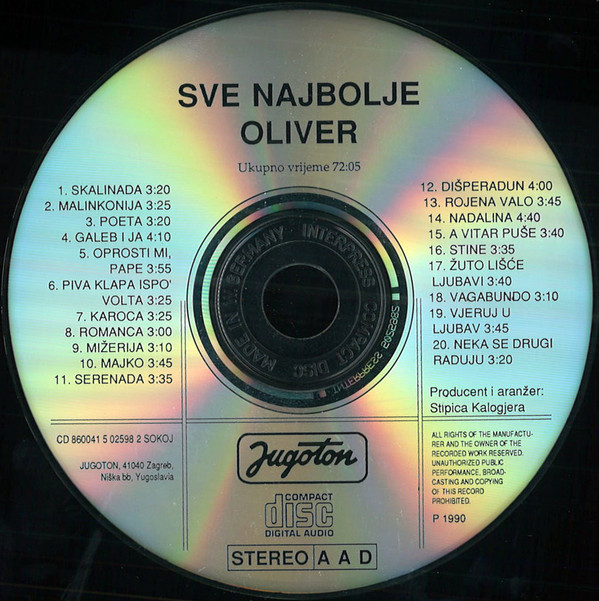 SVE NAJBOLJE
OLIVER
Ukupno vrijeme 72:05
1. SKALINADA 3:20
2. MALINKONIJA 3:25
3. POETA 3:20
4. GALEB I JA 4:10
5. OPROSTI MI,
PAPE 3:55
6. PIVA KLAPA ISPO'
VOLTA 3:25
7. KAROCA 3:25
8. ROMANCA 3:00
9. MIŽERIJA 3:10
10. MAJKO 3:45
11. SERENADA 3:35
12. DIŠPERADUN 4:00
13. ROJENA VALO 3:45
14. NADALINA 4:40
15. A VITAR PUŠE 3:40
16. STINE 3:35
17. ŽUTO LIŠĆE
LJUBAVI 3:40
18. VAGABUNDO 3:10
19. VJERUJ U
LJUBAV 3:45
20. NEKA SE DRUGI
RADUJU 3:20
Producent i aranžer:
Stipica Kalogjera
MADE IN W.GERMANY · INTERPRESS COMPACT DISC
CD 860041 5 02598 2 SOKOJ
JUGOTON, 41040 Zagreb,
Niška bb, Yugoslavia
Jugoton
COMPACT
disc
DIGITAL AUDIO
STEREO A A D
ALL RIGHTS OF THE MANUFACTU-
RER AND THE OWNER OF THE
RECORDED WORK RESERVED.
UNAUTHORIZED PUBLIC
PERFORMANCE, BROAD-
CASTING AND COPYING
OF THIS RECORD
PROHIBITED.
P 1990